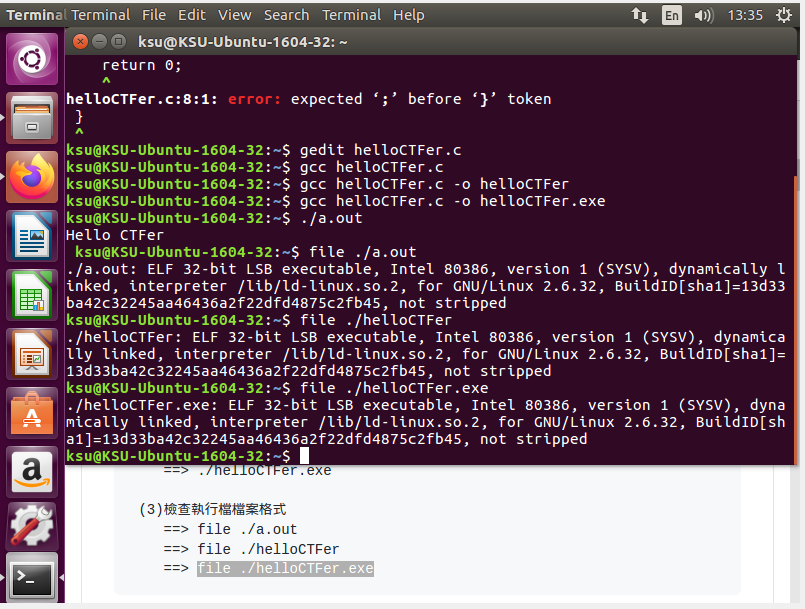 Terminal Terminal File Edit View Search Terminal Help En 13:35
ksu@KSU-Ubuntu-1604-32: ~
return 0;
^
helloCTFer.c:8:1: error: expected ‘;’ before ‘}’ token
}
^
ksu@KSU-Ubuntu-1604-32:~$ gedit helloCTFer.c
ksu@KSU-Ubuntu-1604-32:~$ gcc helloCTFer.c
ksu@KSU-Ubuntu-1604-32:~$ gcc helloCTFer.c -o helloCTFer
ksu@KSU-Ubuntu-1604-32:~$ gcc helloCTFer.c -o helloCTFer.exe
ksu@KSU-Ubuntu-1604-32:~$ ./a.out
Hello CTFer
ksu@KSU-Ubuntu-1604-32:~$ file ./a.out
./a.out: ELF 32-bit LSB executable, Intel 80386, version 1 (SYSV), dynamically l
inked, interpreter /lib/ld-linux.so.2, for GNU/Linux 2.6.32, BuildID[sha1]=13d33
ba42c32245aa46436a2f22dfd4875c2fb45, not stripped
ksu@KSU-Ubuntu-1604-32:~$ file ./helloCTFer
./helloCTFer: ELF 32-bit LSB executable, Intel 80386, version 1 (SYSV), dynamica
lly linked, interpreter /lib/ld-linux.so.2, for GNU/Linux 2.6.32, BuildID[sha1]=
13d33ba42c32245aa46436a2f22dfd4875c2fb45, not stripped
ksu@KSU-Ubuntu-1604-32:~$ file ./helloCTFer.exe
./helloCTFer.exe: ELF 32-bit LSB executable, Intel 80386, version 1 (SYSV), dyna
mically linked, interpreter /lib/ld-linux.so.2, for GNU/Linux 2.6.32, BuildID[sh
a1]=13d33ba42c32245aa46436a2f22dfd4875c2fb45, not stripped
ksu@KSU-Ubuntu-1604-32:~$
==> ./helloCTFer.exe
(3)檢查執行檔檔案格式
==> file ./a.out
==> file ./helloCTFer
==> file ./helloCTFer.exe